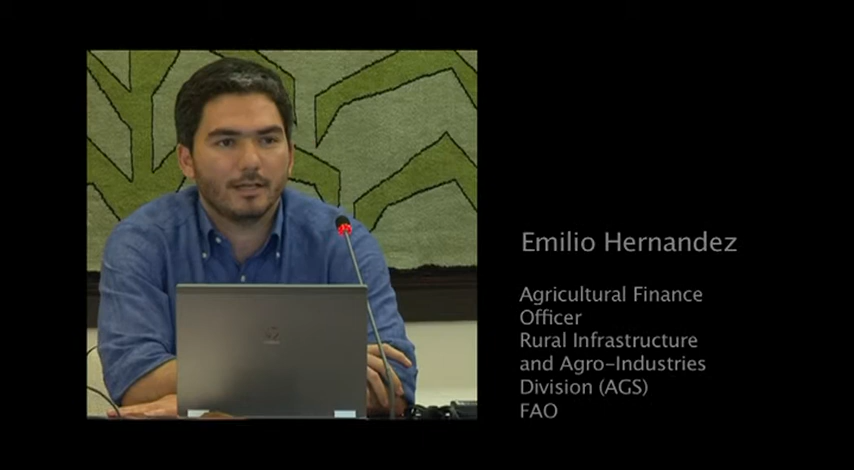 Emilio Hernandez
Agricultural Finance
Officer
Rural Infrastructure
and Agro-Industries
Division (AGS)
FAO